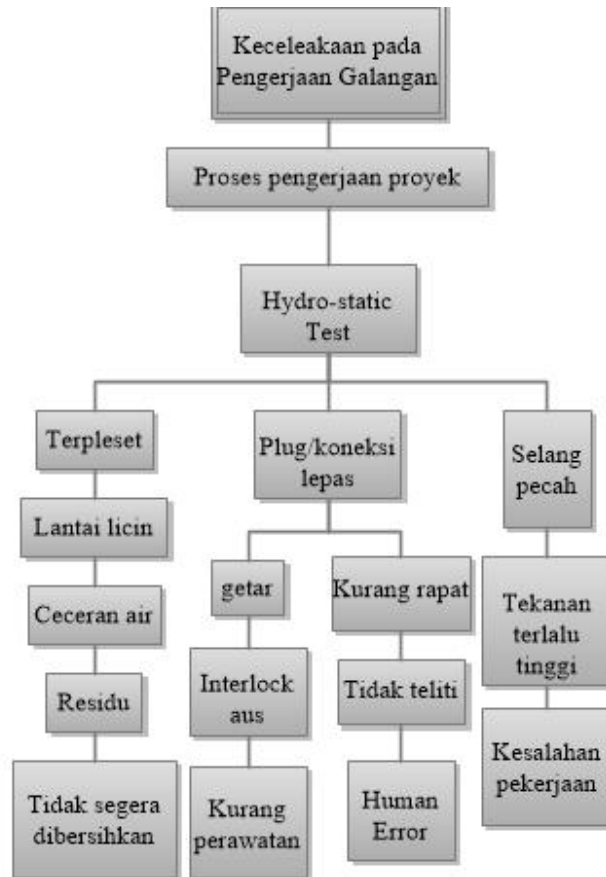 Keceleakaan pada
Pengerjaan Galangan
Proses pengerjaan proyek
Hydro-static
Test
Terpleset
Plug/koneksi
lepas
Selang
pecah
Lantai licin
getar
Kurang rapat
Tekanan
terlalu
tinggi
Ceceran air
Interlock
aus
Tidak teliti
Residu
Kesalahan
pekerjaan
Tidak segera
dibersihkan
Kurang
perawatan
Human
Error